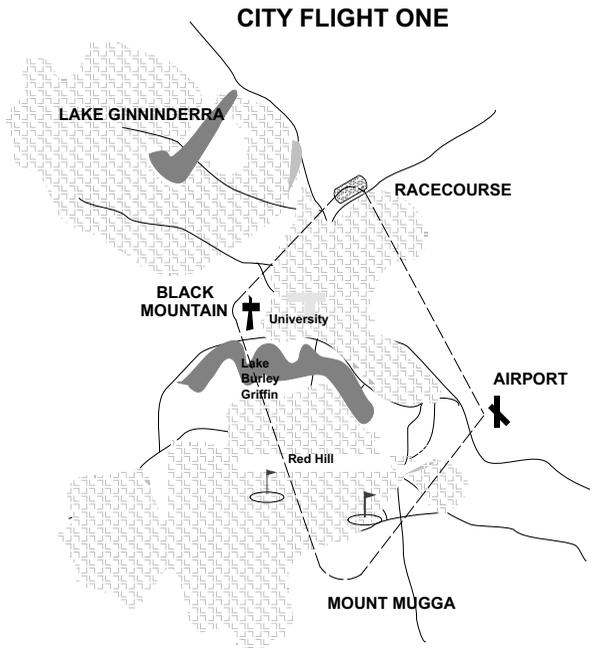 CITY FLIGHT ONE
LAKE GINNINDERRA
RACECOURSE
BLACK
MOUNTAIN
University
Lake
Burley
Griffin
AIRPORT
Red Hill
MOUNT MUGGA